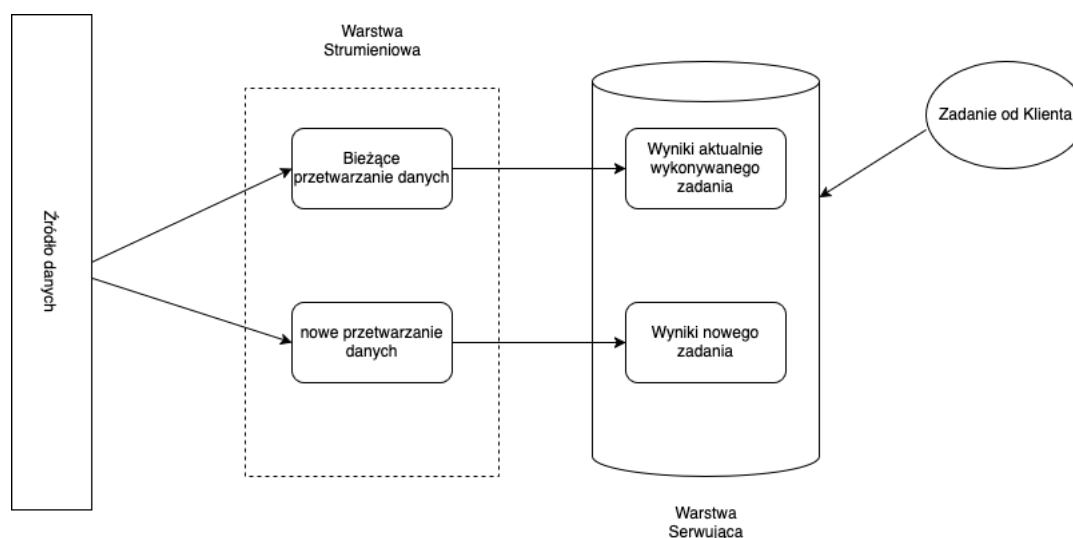 Warstwa
Strumieniowa
Zadanie od Klienta
Bieżące
przetwarzanie danych
Wyniki aktualnie
wykonywanego
zadania
Źródło danych
nowe przetwarzanie
danych
Wyniki nowego
zadania
Warstwa
Serwująca